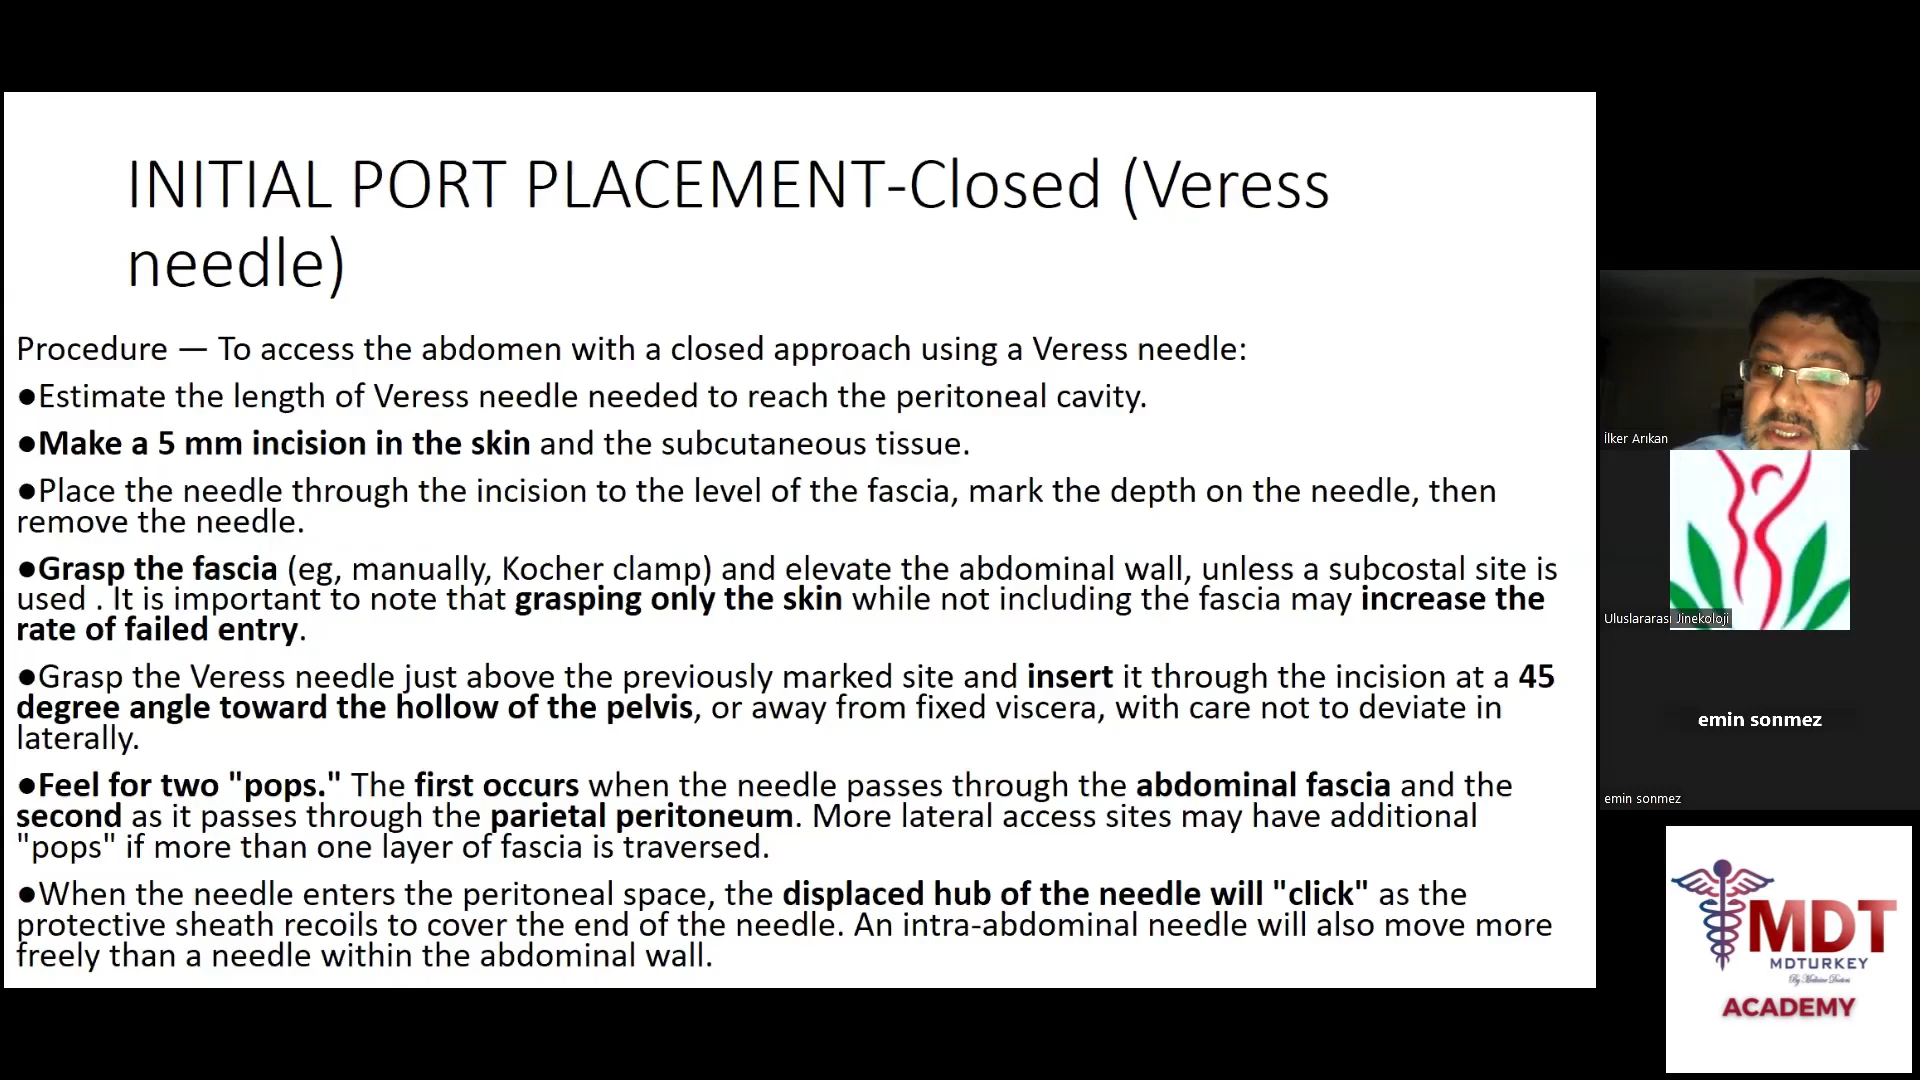 INITIAL PORT PLACEMENT-Closed (Veress
needle)
Procedure — To access the abdomen with a closed approach using a Veress needle:
●Estimate the length of Veress needle needed to reach the peritoneal cavity.
●Make a 5 mm incision in the skin and the subcutaneous tissue.
●Place the needle through the incision to the level of the fascia, mark the depth on the needle, then
remove the needle.
●Grasp the fascia (eg, manually, Kocher clamp) and elevate the abdominal wall, unless a subcostal site is
used . It is important to note that grasping only the skin while not including the fascia may increase the
rate of failed entry.
●Grasp the Veress needle just above the previously marked site and insert it through the incision at a 45
degree angle toward the hollow of the pelvis, or away from fixed viscera, with care not to deviate in
laterally.
●Feel for two "pops." The first occurs when the needle passes through the abdominal fascia and the
second as it passes through the parietal peritoneum. More lateral access sites may have additional
"pops" if more than one layer of fascia is traversed.
●When the needle enters the peritoneal space, the displaced hub of the needle will "click" as the
protective sheath recoils to cover the end of the needle. An intra-abdominal needle will also move more
freely than a needle within the abdominal wall.
İlker Arıkan
Uluslararası Jinekoloji
emin sonmez
emin sonmez
MDT
MDTURKEY
By Medicine Doctors
ACADEMY